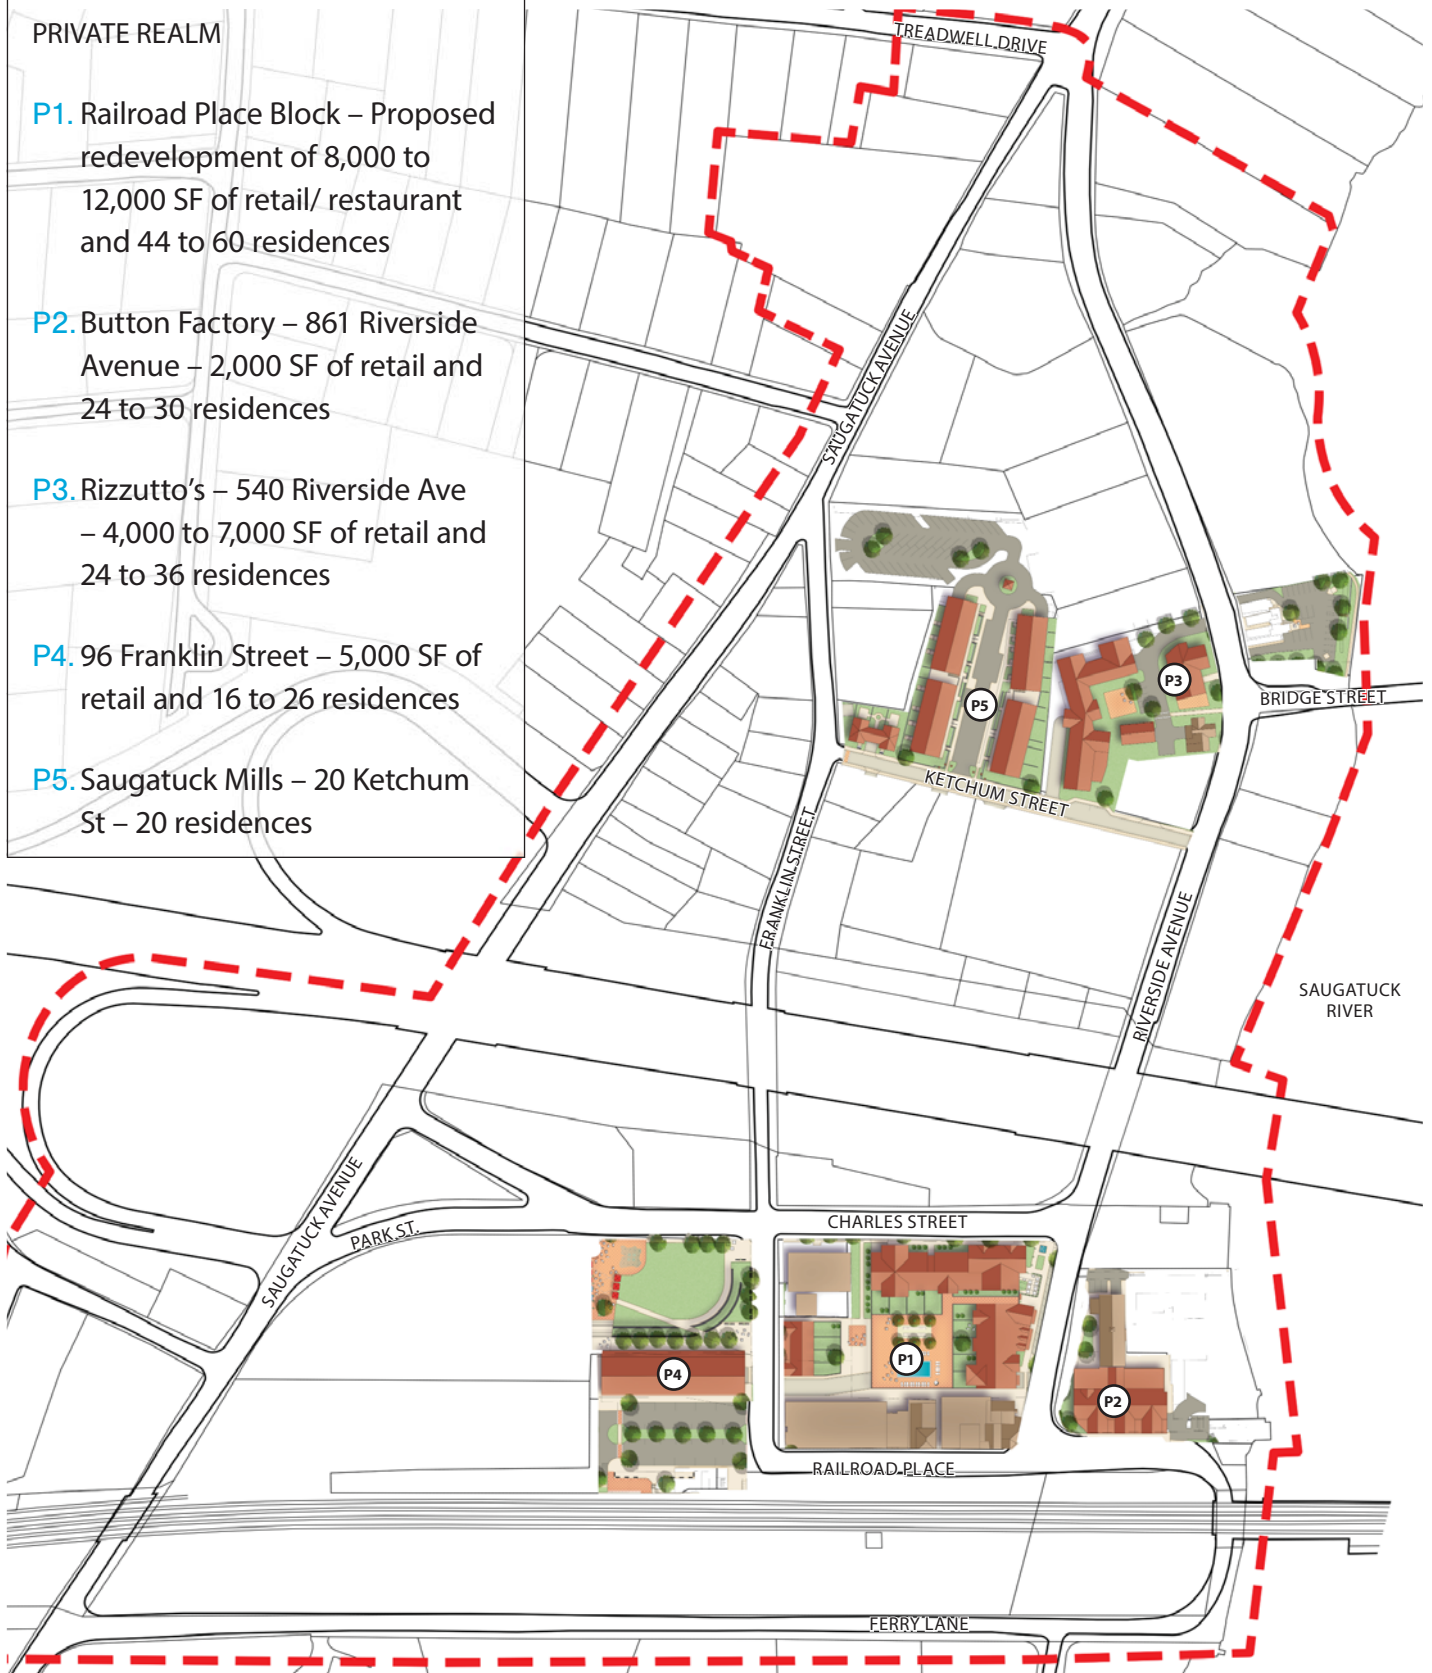 PRIVATE REALM
P1. Railroad Place Block – Proposed
redevelopment of 8,000 to
12,000 SF of retail/ restaurant
and 44 to 60 residences
P2. Button Factory – 861 Riverside
Avenue – 2,000 SF of retail and
24 to 30 residences
P3. Rizzutto’s – 540 Riverside Ave
– 4,000 to 7,000 SF of retail and
24 to 36 residences
P4. 96 Franklin Street – 5,000 SF of
retail and 16 to 26 residences
P5. Saugatuck Mills – 20 Ketchum
St – 20 residences
TREADWELL DRIVE
SAUGATUCK AVENUE
P3
P5
BRIDGE STREET
KETCHUM STREET
FRANKLIN STREET
RIVERSIDE AVENUE
SAUGATUCK
RIVER
SAUGATUCK AVENUE
PARK ST.
CHARLES STREET
P1
P4
P2
RAILROAD PLACE
FERRY LANE